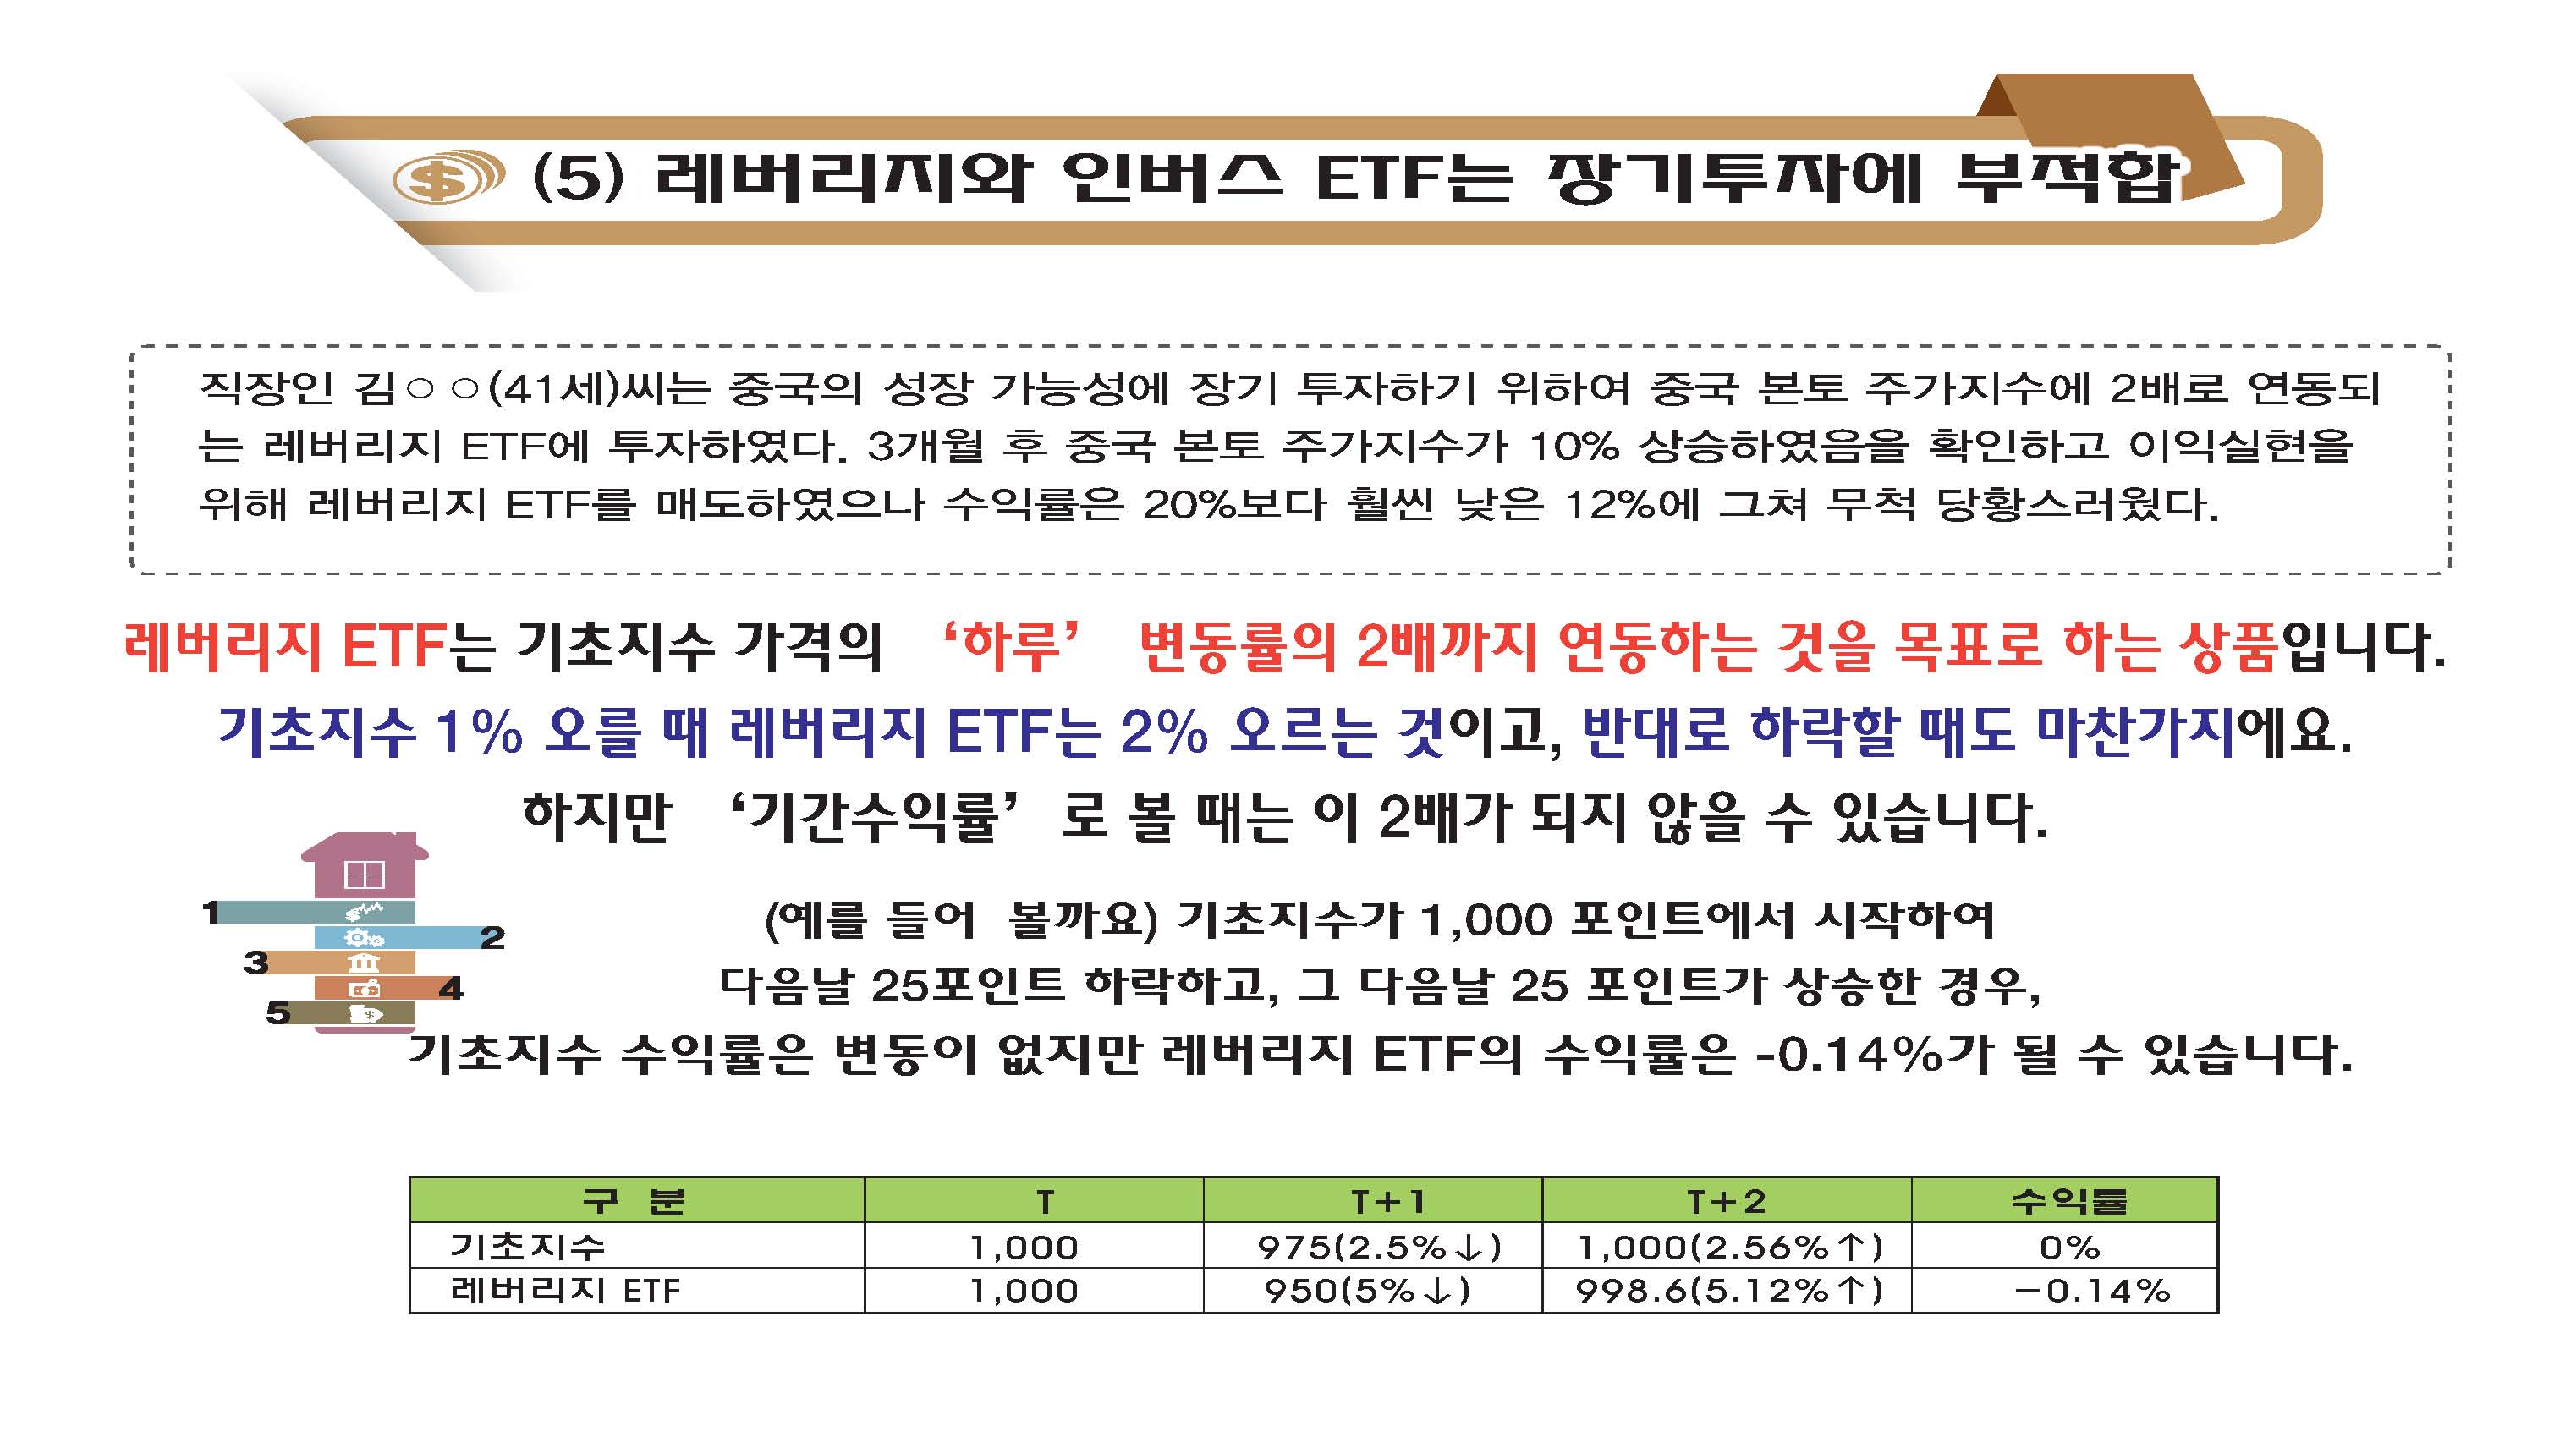 (5) 레버리지와 인버스 ETF는 장기투자에 부적합
직장인 김○○(41세)씨는 중국의 성장 가능성에 장기 투자하기 위하여 중국 본토 주가지수에 2배로 연동되
는 레버리지 ETF에 투자하였다. 3개월 후 중국 본토 주가지수가 10% 상승하였음을 확인하고 이익실현을
위해 레버리지 ETF를 매도하였으나 수익률은 20%보다 훨씬 낮은 12%에 그쳐 무척 당황스러웠다.
레버리지 ETF는 기초지수 가격의 ‘하루’ 변동률의 2배까지 연동하는 것을 목표로 하는 상품입니다.
기초지수 1% 오를 때 레버리지 ETF는 2% 오르는 것이고, 반대로 하락할 때도 마찬가지에요.
하지만 ‘기간수익률’ 로 볼 때는 이 2배가 되지 않을 수 있습니다.
1
2
3
4
5
(예를 들어 볼까요) 기초지수가 1,000 포인트에서 시작하여
다음날 25포인트 하락하고, 그 다음날 25 포인트가 상승한 경우,
기초지수 수익률은 변동이 없지만 레버리지 ETF의 수익률은 -0.14%가 될 수 있습니다.
구 분 T T+1 T+2 수익률
기초지수 1,000 975(2.5%↓) 1,000(2.56%↑) 0%
레버리지 ETF 1,000 950(5%↓) 998.6(5.12%↑) -0.14%